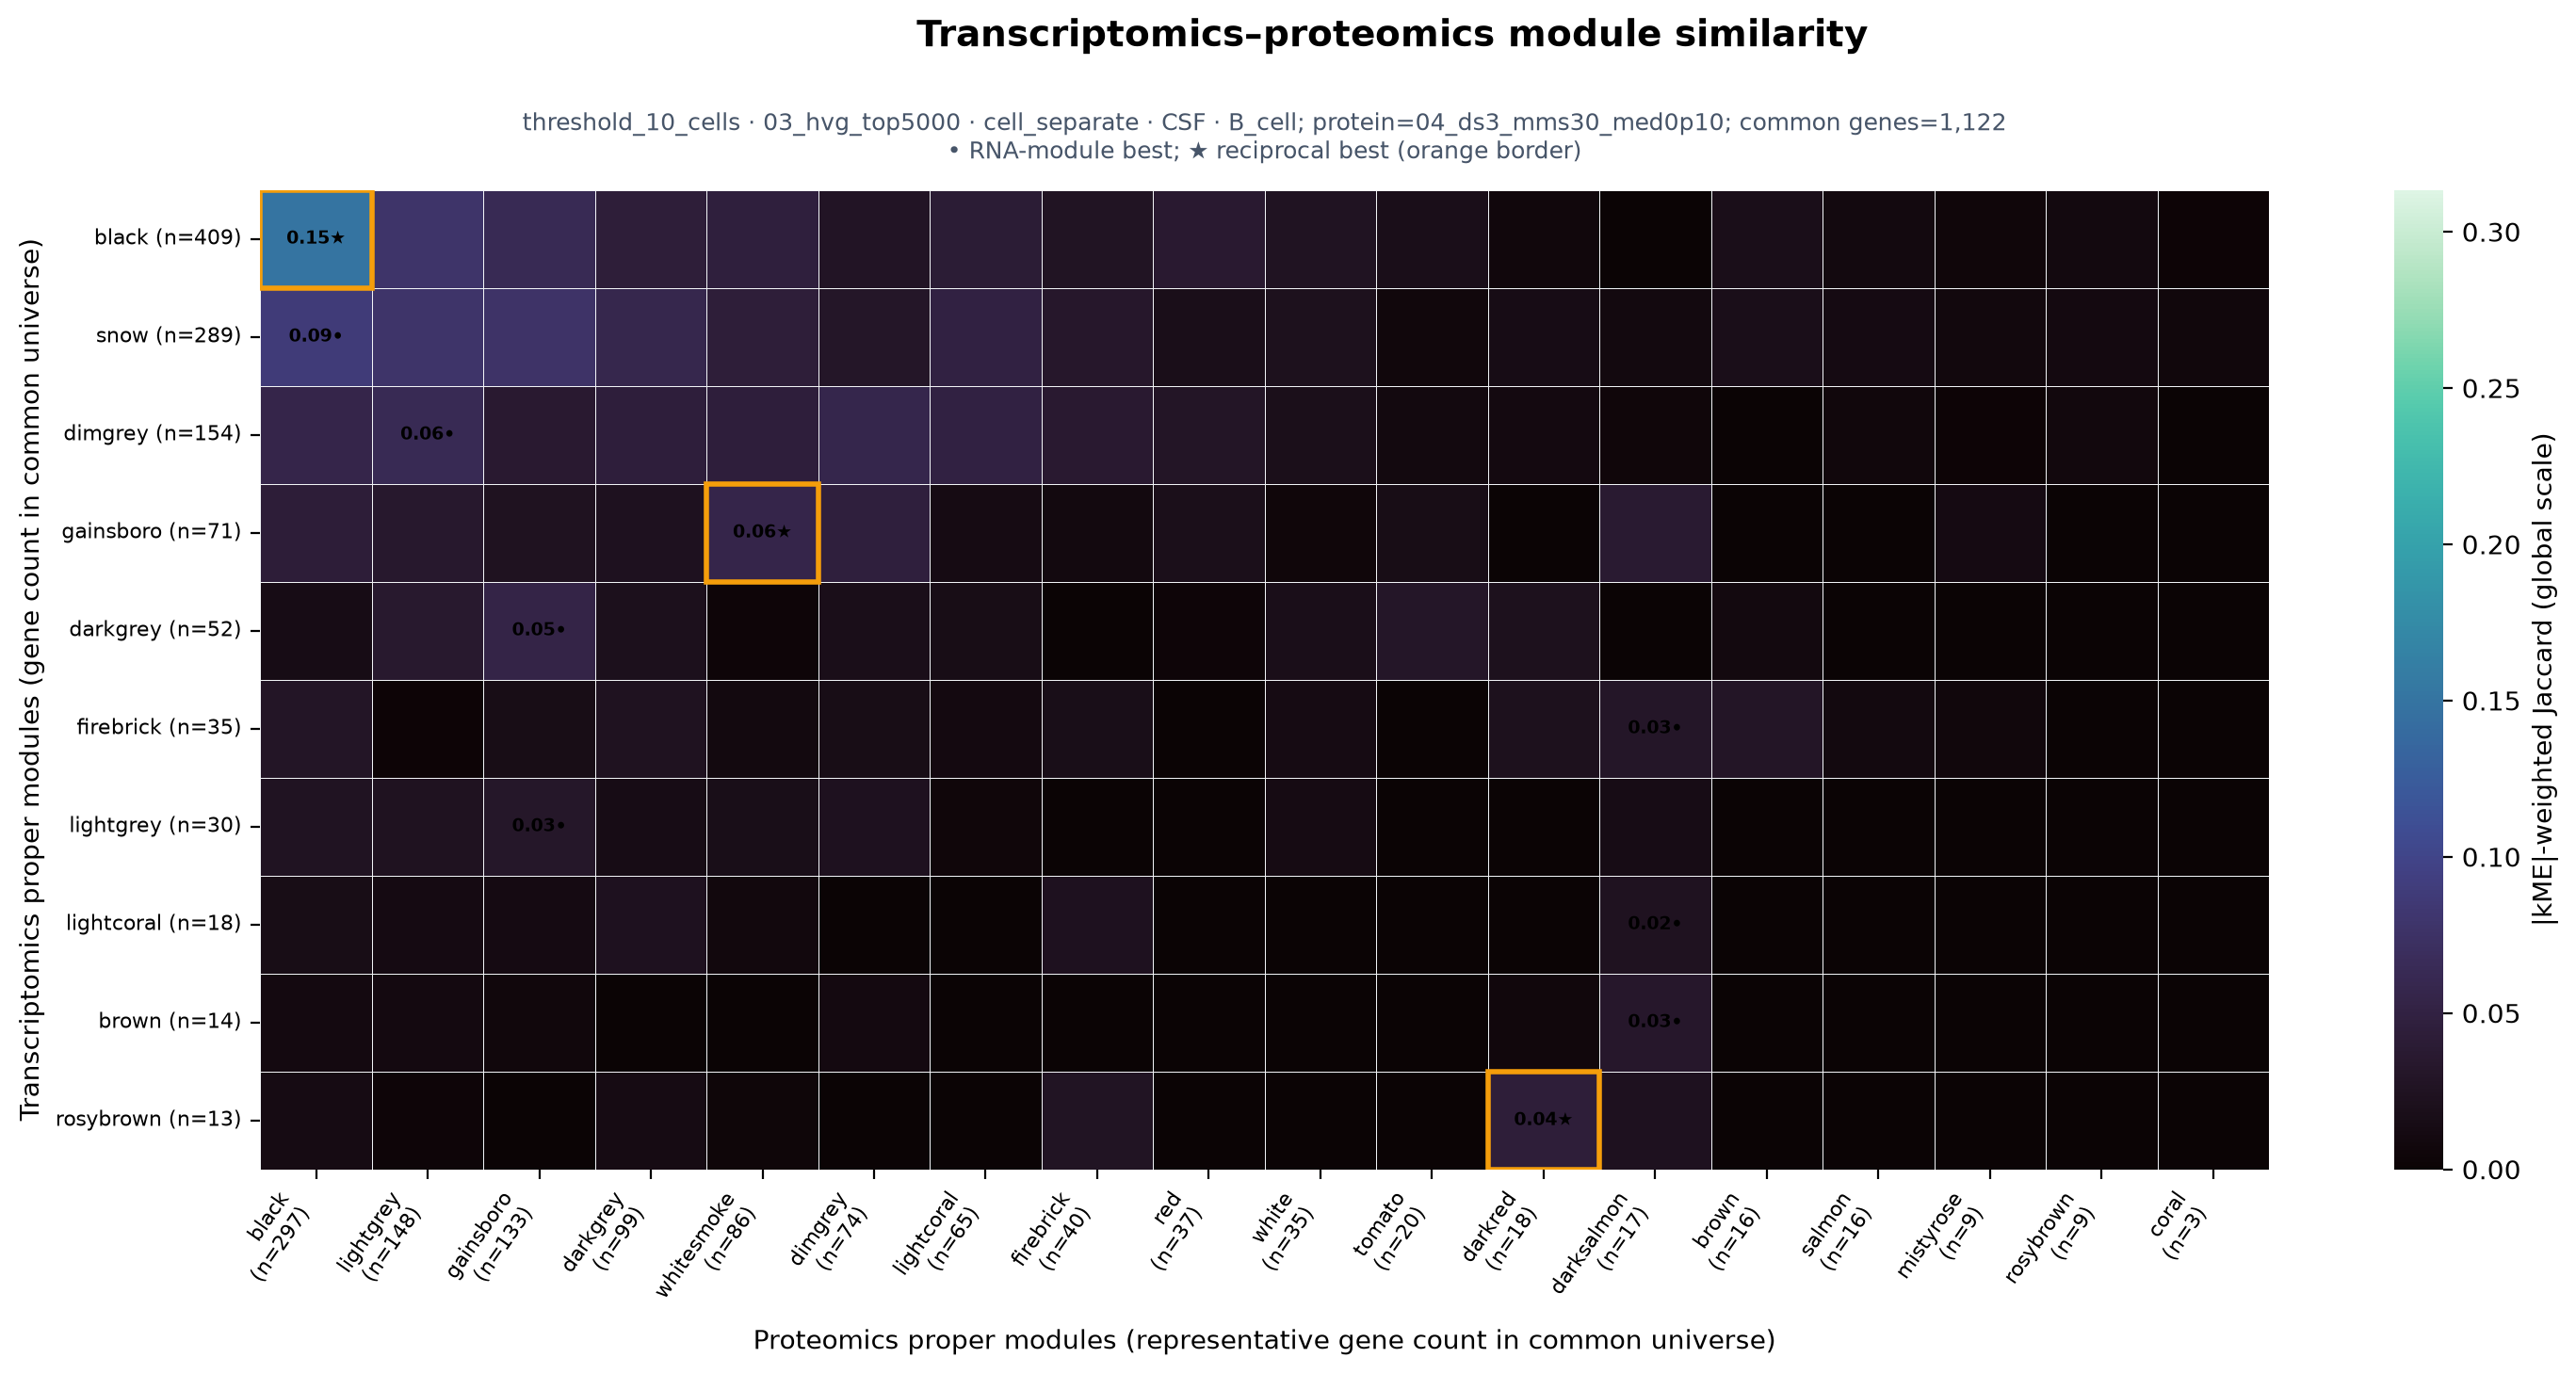 Transcriptomics–proteomics module similarity
threshold_10_cells · 03_hvg_top5000 · cell_separate · CSF · B_cell; protein=04_ds3_mms30_med0p10; common genes=1,122
• RNA-module best; ★ reciprocal best (orange border)
Transcriptomics proper modules (gene count in common universe)
black (n=409)
0.15★
snow (n=289)
0.09•
dimgrey (n=154)
0.06•
gainsboro (n=71)
0.06★
darkgrey (n=52)
0.05•
firebrick (n=35)
0.03•
lightgrey (n=30)
0.03•
lightcoral (n=18)
0.02•
brown (n=14)
0.03•
rosybrown (n=13)
0.04★
black
(n=297)
lightgrey
(n=148)
gainsboro
(n=133)
darkgrey
(n=99)
whitesmoke
(n=86)
dimgrey
(n=74)
lightcoral
(n=65)
firebrick
(n=40)
red
(n=37)
white
(n=35)
tomato
(n=20)
darkred
(n=18)
darksalmon
(n=17)
brown
(n=16)
salmon
(n=16)
mistyrose
(n=9)
rosybrown
(n=9)
coral
(n=3)
Proteomics proper modules (representative gene count in common universe)
0.30
0.25
0.20
0.15
0.10
0.05
0.00
|kME|-weighted Jaccard (global scale)